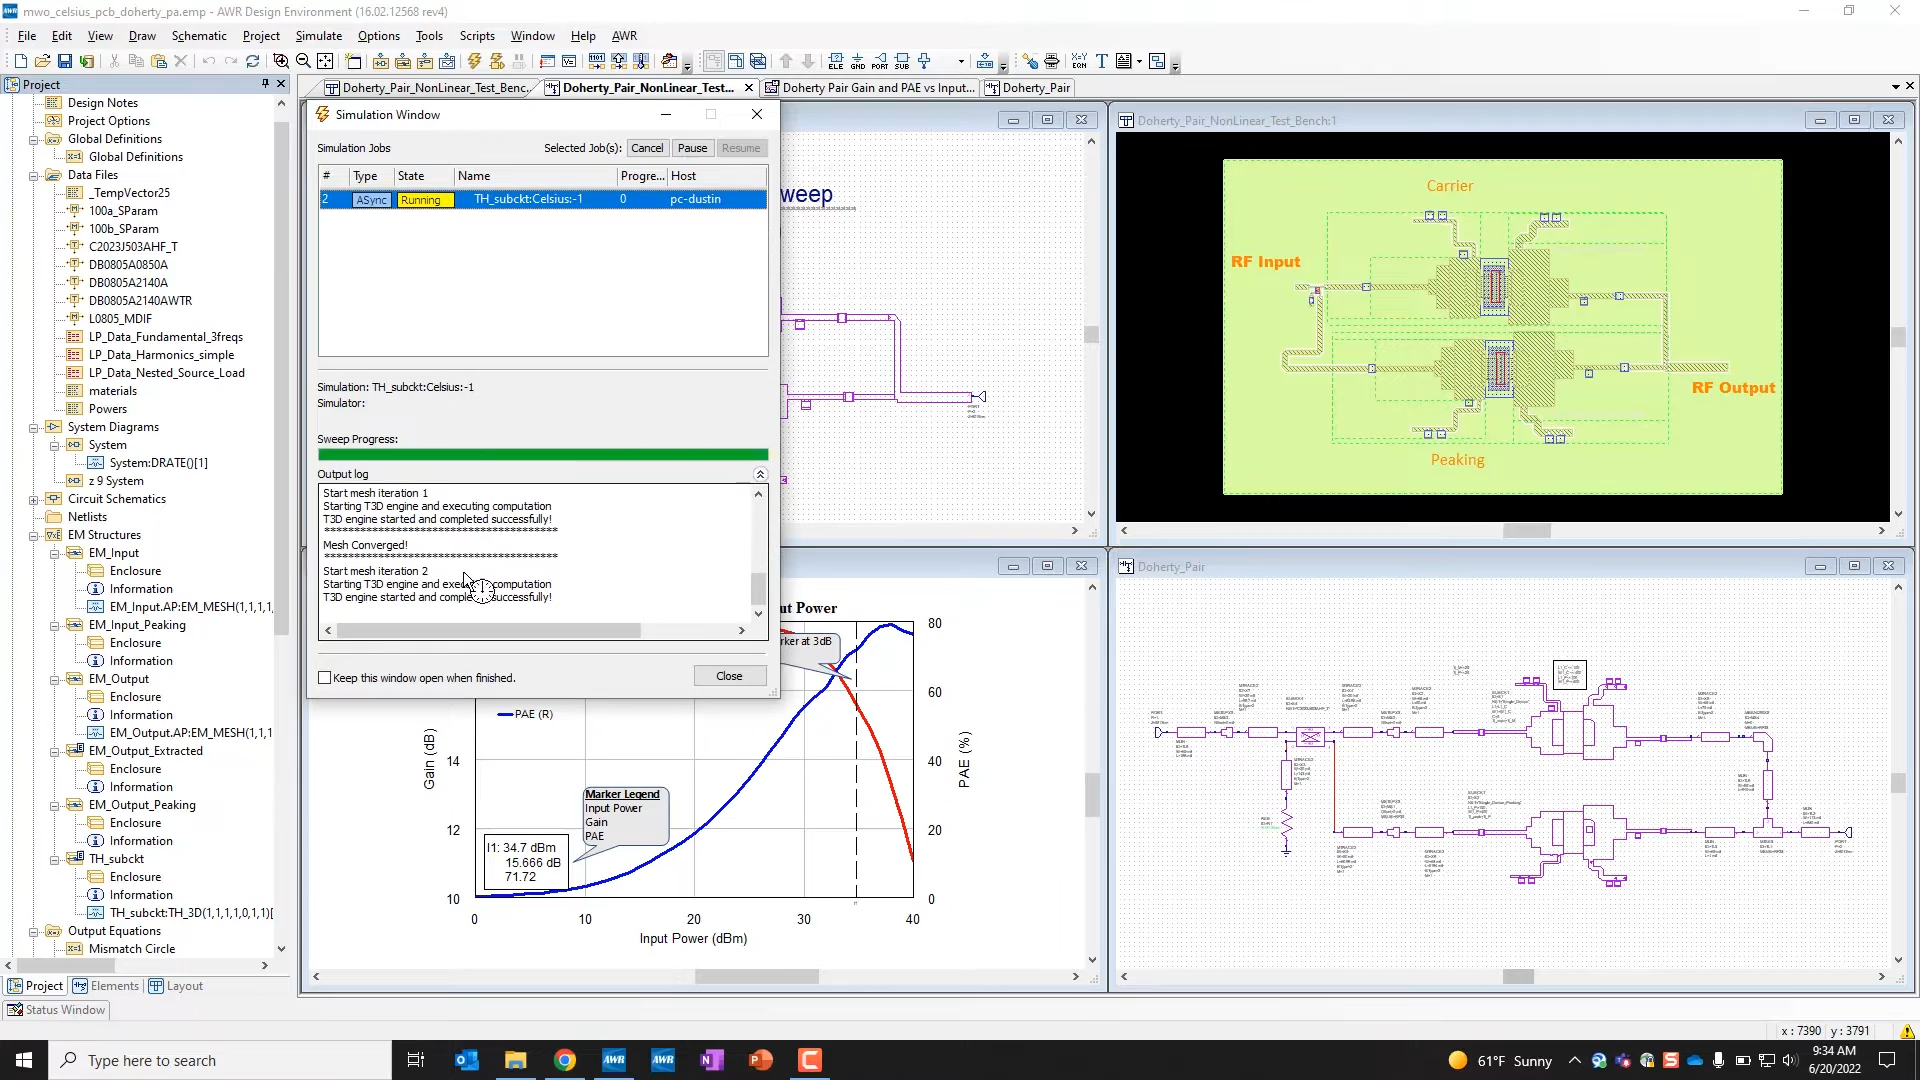 mwo_celsius_pcb_doherty_pa.emp - AWR Design Environment (16.02.12568 rev4)
File Edit View Draw Schematic Project Simulate Options Tools Scripts Window Help AWR
Project
Design Notes
Project Options
Global Definitions
Global Definitions
Data Files
_TempVector25
100a_SParam
100b_SParam
C2023J503AHF_T
DB0805A0850A
DB0805A2140A
DB0805A2140AWTR
L0805_MDIF
LP_Data_Fundamental_3freqs
LP_Data_Harmonics_simple
LP_Data_Nested_Source_Load
materials
Powers
System Diagrams
System
System:DRATE()[1]
z 9 System
Circuit Schematics
Netlists
EM Structures
EM_Input
Enclosure
Information
EM_Input.AP:EM_MESH(1,1,1,1,
EM_Input_Peaking
Enclosure
Information
EM_Output
Enclosure
Information
EM_Output.AP:EM_MESH(1,1,1
EM_Output_Extracted
Enclosure
Information
EM_Output_Peaking
Enclosure
Information
TH_subckt
Enclosure
Information
TH_subckt:TH_3D(1,1,1,1,0,1,1)[
Output Equations
Mismatch Circle
Project Elements Layout
Status Window
Doherty_Pair_NonLinear_Test_Benc...
Doherty_Pair_NonLinear_Test...
Doherty Pair Gain and PAE vs Input...
Doherty_Pair
Simulation Window
Simulation Jobs
Selected Job(s): Cancel Pause Resume
# Type State Name Progre... Host
2 ASync Running TH_subckt:Celsius:-1 0 pc-dustin
Simulation: TH_subckt:Celsius:-1
Simulator:
Sweep Progress:
Output log
Start mesh iteration 1
Starting T3D engine and executing computation
T3D engine started and completed successfully!
******************************************
Mesh Converged!
******************************************
Start mesh iteration 2
Starting T3D engine and computation
T3D engine started and successfully!
Keep this window open when finished.
Close
weep
Doherty_Pair_NonLinear_Test_Bench:1
Carrier
RF Input
RF Output
Peaking
ut Power
rker at 3dB
PAE (R)
Gain (dB)
14
12
10
80
60
40
20
0
PAE (%)
Marker Legend
Input Power
Gain
PAE
I1: 34.7 dBm
15.666 dB
71.72
0 10 20 30 40
Input Power (dBm)
Doherty_Pair
x : 7390 y : 3791
Type here to search
61°F Sunny
9:34 AM
6/20/2022